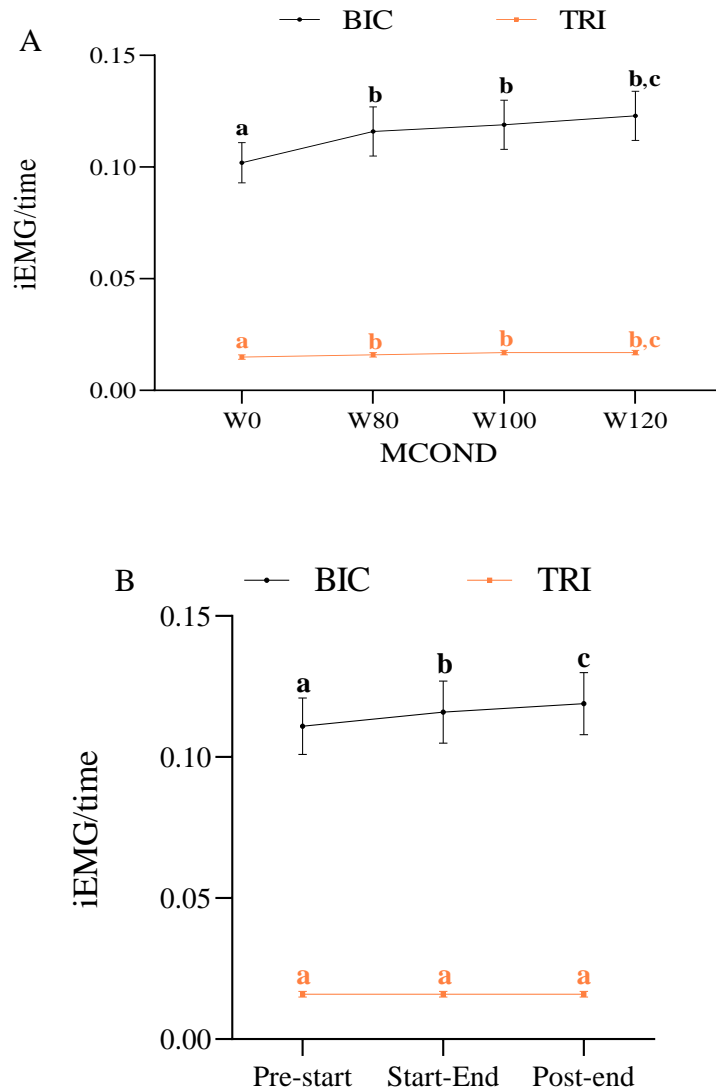 A
BIC TRI
0.15
0.10
0.05
0.00
iEMG/time
a b b b,c
a b b b,c
W0 W80 W100 W120
MCOND
B
BIC TRI
0.15
0.10
0.05
0.00
iEMG/time
a b c
a a a
Pre-start Start-End Post-end